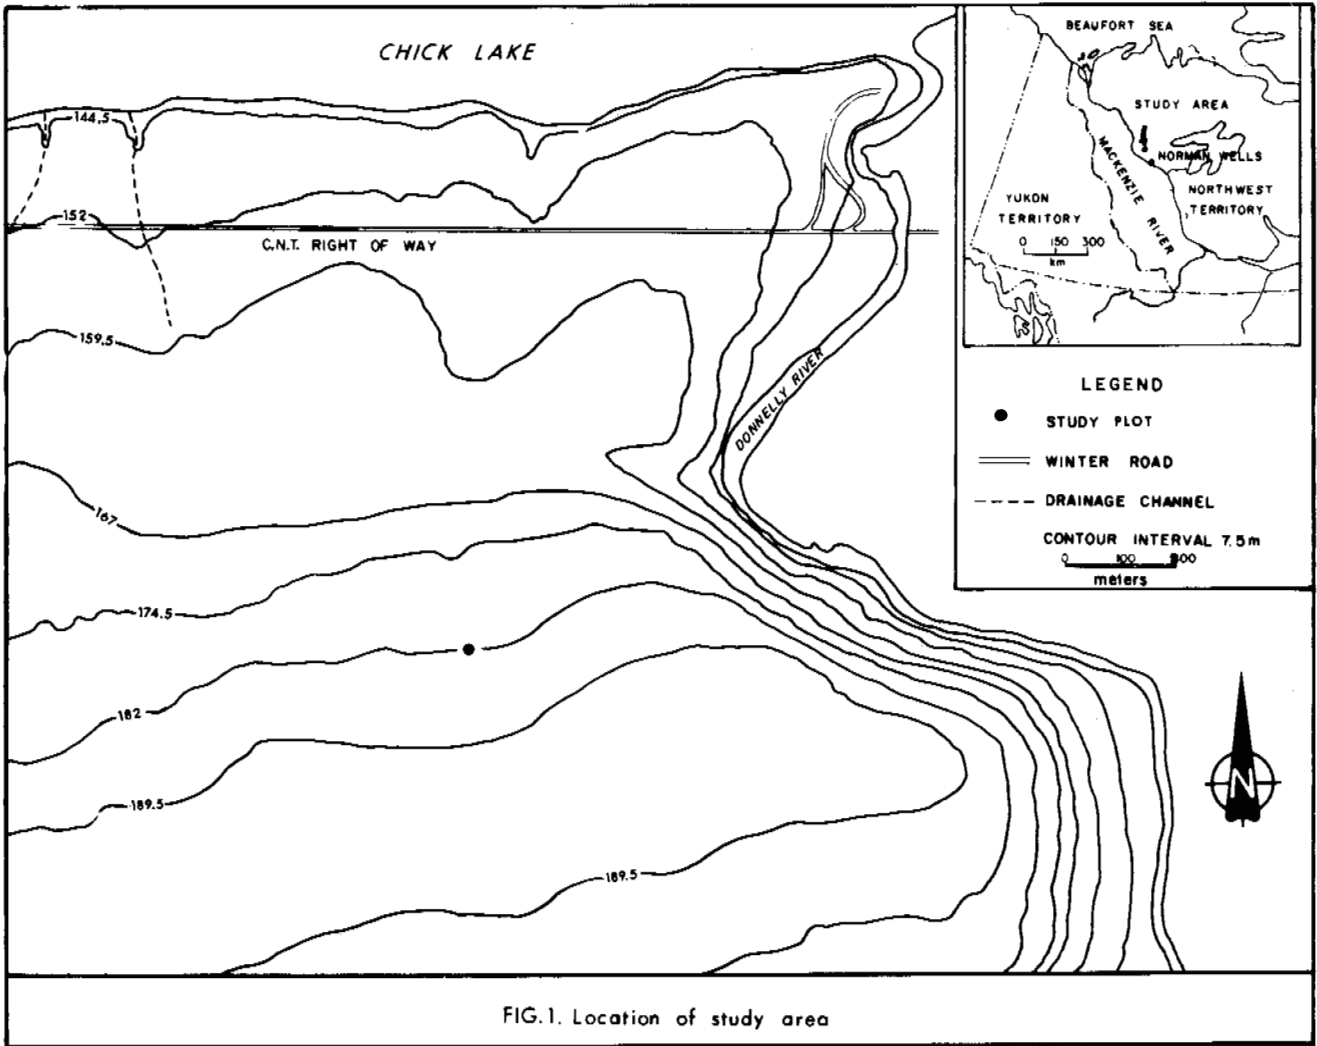 CHICK LAKE
144.5
152
C.N.T. RIGHT OF WAY
159.5
DONNELLY RIVER
167
174.5
182
189.5
189.5
BEAUFORT SEA
STUDY AREA
MACKENZIE RIVER
NORMAN WELLS
YUKON
TERRITORY
NORTHWEST
TERRITORY
0 150 300
km
LEGEND
STUDY PLOT
WINTER ROAD
DRAINAGE CHANNEL
CONTOUR INTERVAL 7.5m
0 100
meters
N
FIG.1. Location of study area